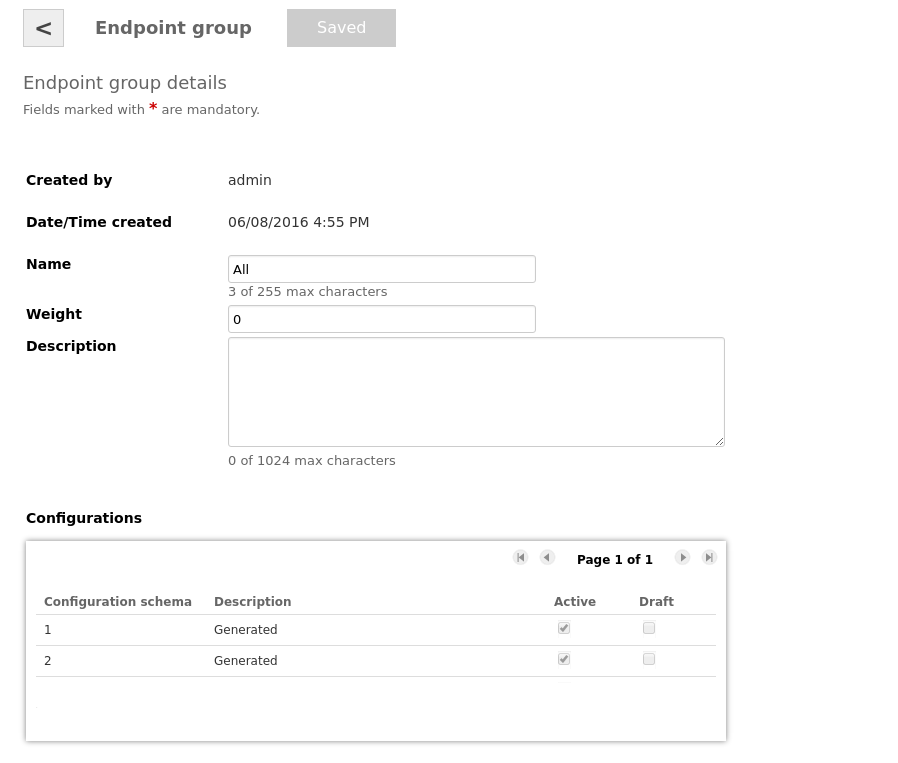 < Endpoint group Saved
Endpoint group details
Fields marked with * are mandatory.
Created by admin
Date/Time created 06/08/2016 4:55 PM
Name All
3 of 255 max characters
Weight 0
Description
0 of 1024 max characters
Configurations
Page 1 of 1
Configuration schema Description Active Draft
1 Generated
2 Generated